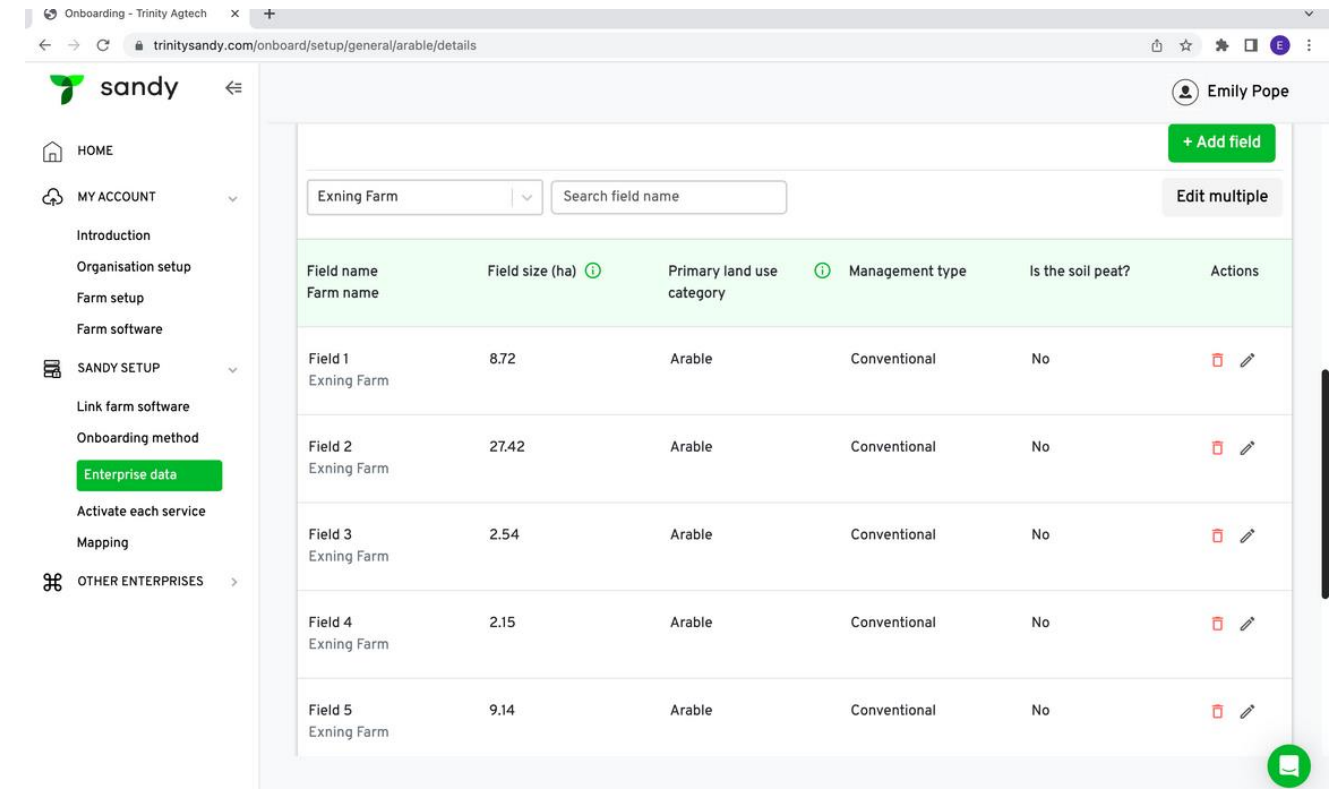 Onboarding - Trinity Agtech
trinitysandy.com/onboard/setup/general/arable/details
E
sandy
Emily Pope
HOME
MY ACCOUNT
Introduction
Organisation setup
Farm setup
Farm software
SANDY SETUP
Link farm software
Onboarding method
Enterprise data
Activate each service
Mapping
OTHER ENTERPRISES
+ Add field
Exning Farm
Search field name
Edit multiple
Field name
Farm name
Field size (ha)
Primary land use
category
Management type
Is the soil peat?
Actions
Field 1 8.72 Arable Conventional No
Exning Farm
Field 2 27.42 Arable Conventional No
Exning Farm
Field 3 2.54 Arable Conventional No
Exning Farm
Field 4 2.15 Arable Conventional No
Exning Farm
Field 5 9.14 Arable Conventional No
Exning Farm